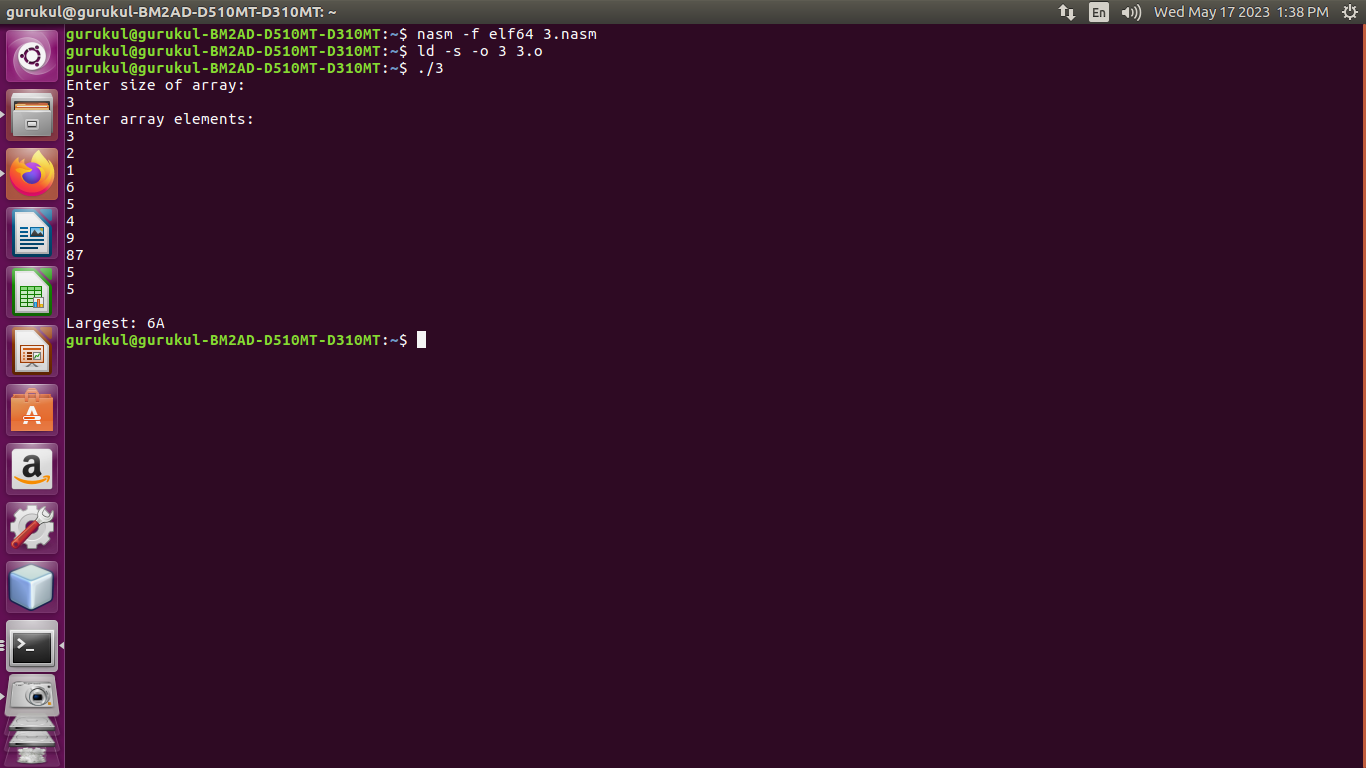 gurukul@gurukul-BM2AD-D510MT-D310MT: ~ En Wed May 17 2023 1:38 PM
gurukul@gurukul-BM2AD-D510MT-D310MT:~$ nasm -f elf64 3.nasm
gurukul@gurukul-BM2AD-D510MT-D310MT:~$ ld -s -o 3 3.o
gurukul@gurukul-BM2AD-D510MT-D310MT:~$ ./3
Enter size of array:
3
Enter array elements:
3
2
1
6
5
4
9
87
5
5
Largest: 6A
gurukul@gurukul-BM2AD-D510MT-D310MT:~$